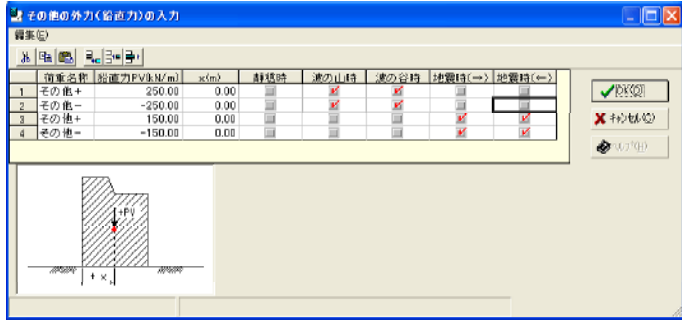 その他の外力(鉛直力)の入力
編集(E)
荷重名称 鉛直力PV(kN/m) x(m) 静穏時 波の山時 波の谷時 地震時(→) 地震時(←)
1 その他+ 250.00 0.00
2 その他- -250.00 0.00
3 その他+ 150.00 0.00
4 その他- -150.00 0.00
OK(O)
キャンセル(C)
ヘルプ(H)
+PV
+ x